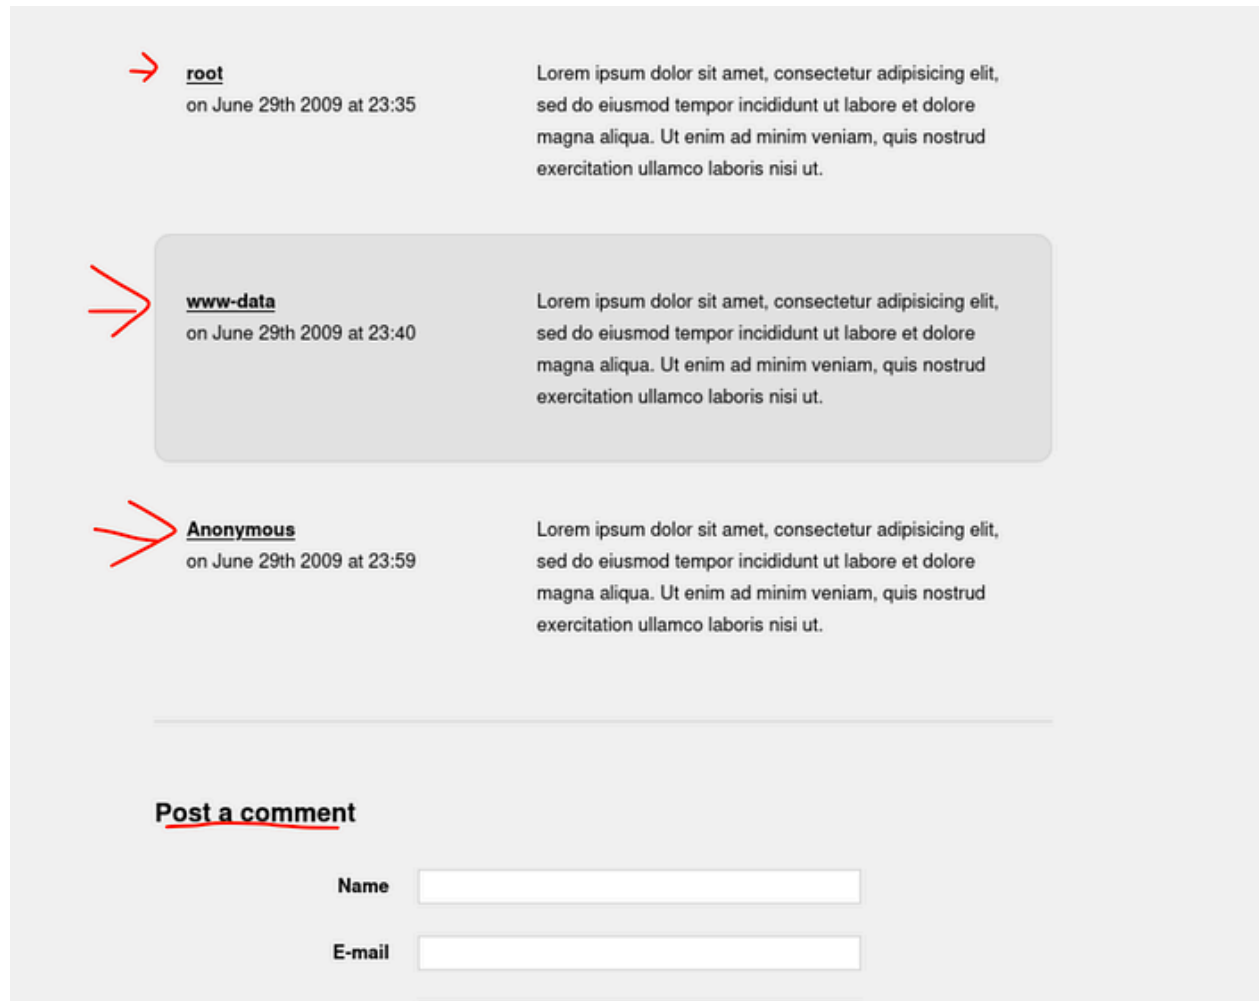 root
on June 29th 2009 at 23:35
Lorem ipsum dolor sit amet, consectetur adipisicing elit,
sed do eiusmod tempor incididunt ut labore et dolore
magna aliqua. Ut enim ad minim veniam, quis nostrud
exercitation ullamco laboris nisi ut.
www-data
on June 29th 2009 at 23:40
Lorem ipsum dolor sit amet, consectetur adipisicing elit,
sed do eiusmod tempor incididunt ut labore et dolore
magna aliqua. Ut enim ad minim veniam, quis nostrud
exercitation ullamco laboris nisi ut.
Anonymous
on June 29th 2009 at 23:59
Lorem ipsum dolor sit amet, consectetur adipisicing elit,
sed do eiusmod tempor incididunt ut labore et dolore
magna aliqua. Ut enim ad minim veniam, quis nostrud
exercitation ullamco laboris nisi ut.
Post a comment
Name
E-mail